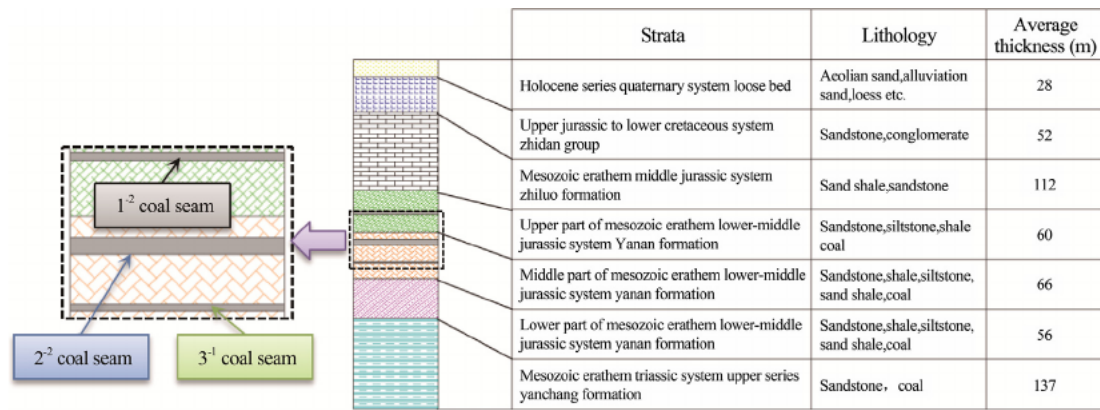 Strata
Lithology
Average
thickness (m)
Holocene series quaternary system loose bed
Aeolian sand,alluviation
sand,loess etc.
28
Upper jurassic to lower cretaceous system
zhidan group
Sandstone,conglomerate
52
Mesozoic erathem middle jurassic system
zhiluo formation
Sand shale,sandstone
112
Upper part of mesozoic erathem lower-middle
jurassic system Yanan formation
Sandstone,siltstone,shale
coal
60
Middle part of mesozoic erathem lower-middle
jurassic system yanan formation
Sandstone,shale,siltstone,
sand shale,coal
66
Lower part of mesozoic erathem lower-middle
jurassic system yanan formation
Sandstone,shale,siltstone,
sand shale,coal
56
Mesozoic erathem triassic system upper series
yanchang formation
Sandstone，coal
137
1⁻² coal seam
2⁻² coal seam
3⁻¹ coal seam